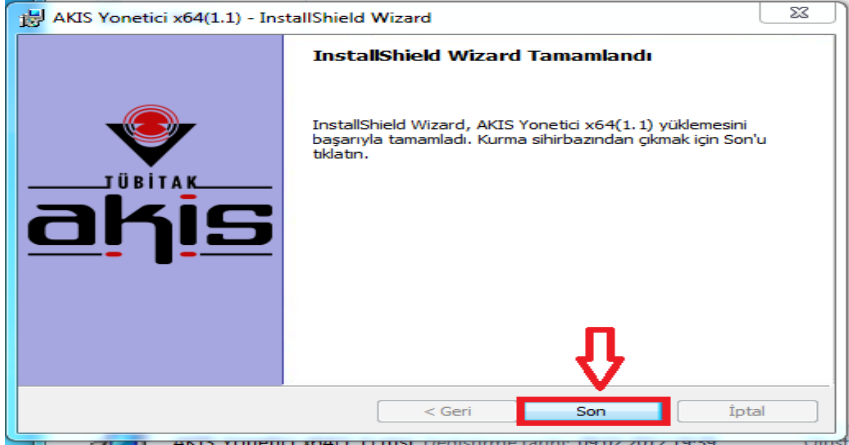 AKIS Yonetici x64(1.1) - InstallShield Wizard
InstallShield Wizard Tamamlandı
InstallShield Wizard, AKIS Yonetici x64(1.1) yüklemesini
başarıyla tamamladı. Kurma sihirbazından çıkmak için Son'u
tıklatın.
TÜBİTAK
akis
< Geri
Son
İptal